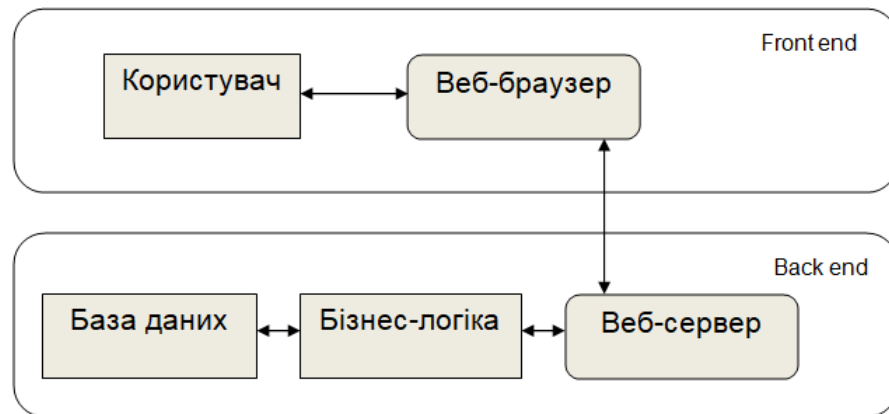 Front end
Користувач
Веб-браузер
Back end
База даних
Бізнес-логіка
Веб-сервер